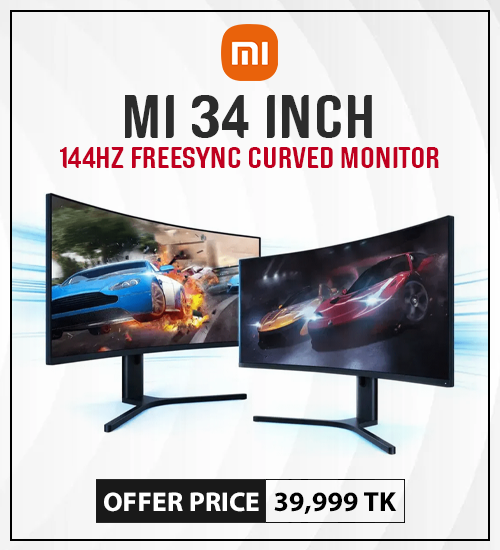 mi
MI 34 INCH
144HZ FREESYNC CURVED MONITOR
OFFER PRICE 39,999 TK